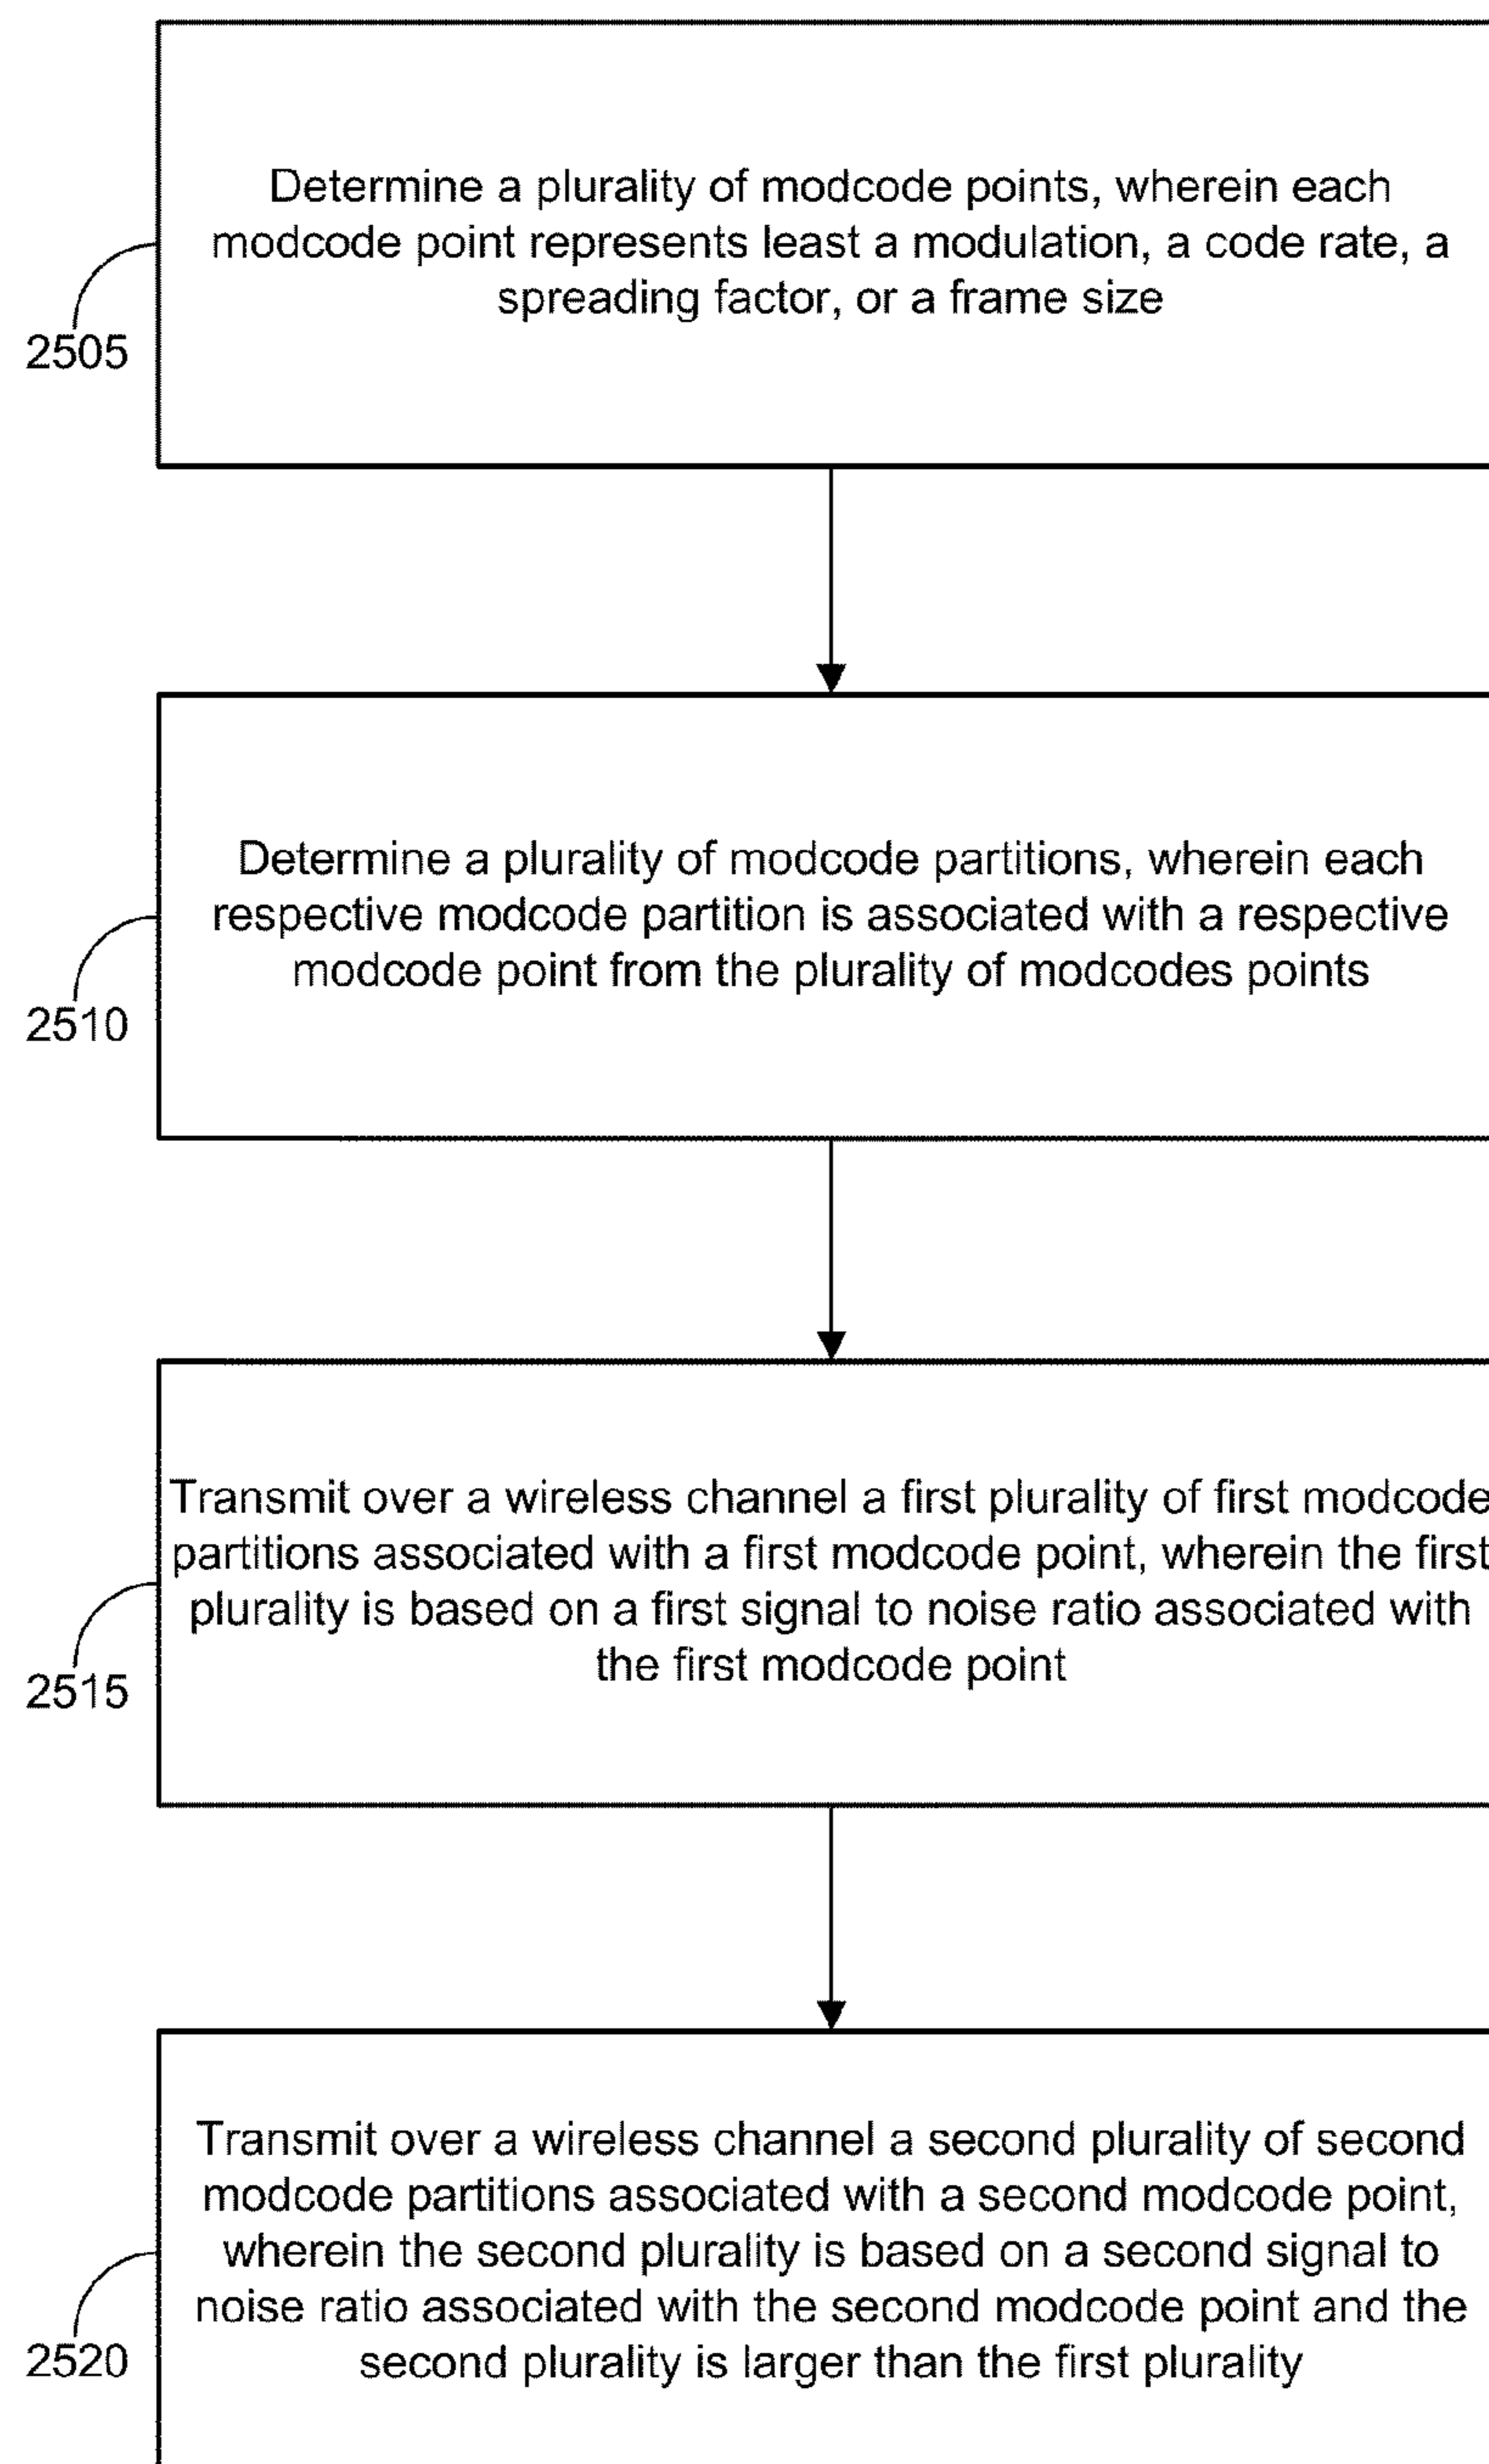 Determine a plurality of modcode points, wherein each
modcode point represents least a modulation, a code rate, a
spreading factor, or a frame size
2505
Determine a plurality of modcode partitions, wherein each
respective modcode partition is associated with a respective
modcode point from the plurality of modcodes points
2510
Transmit over a wireless channel a first plurality of first modcode
partitions associated with a first modcode point, wherein the first
plurality is based on a first signal to noise ratio associated with
the first modcode point
2515
Transmit over a wireless channel a second plurality of second
modcode partitions associated with a second modcode point,
wherein the second plurality is based on a second signal to
noise ratio associated with the second modcode point and the
second plurality is larger than the first plurality
2520